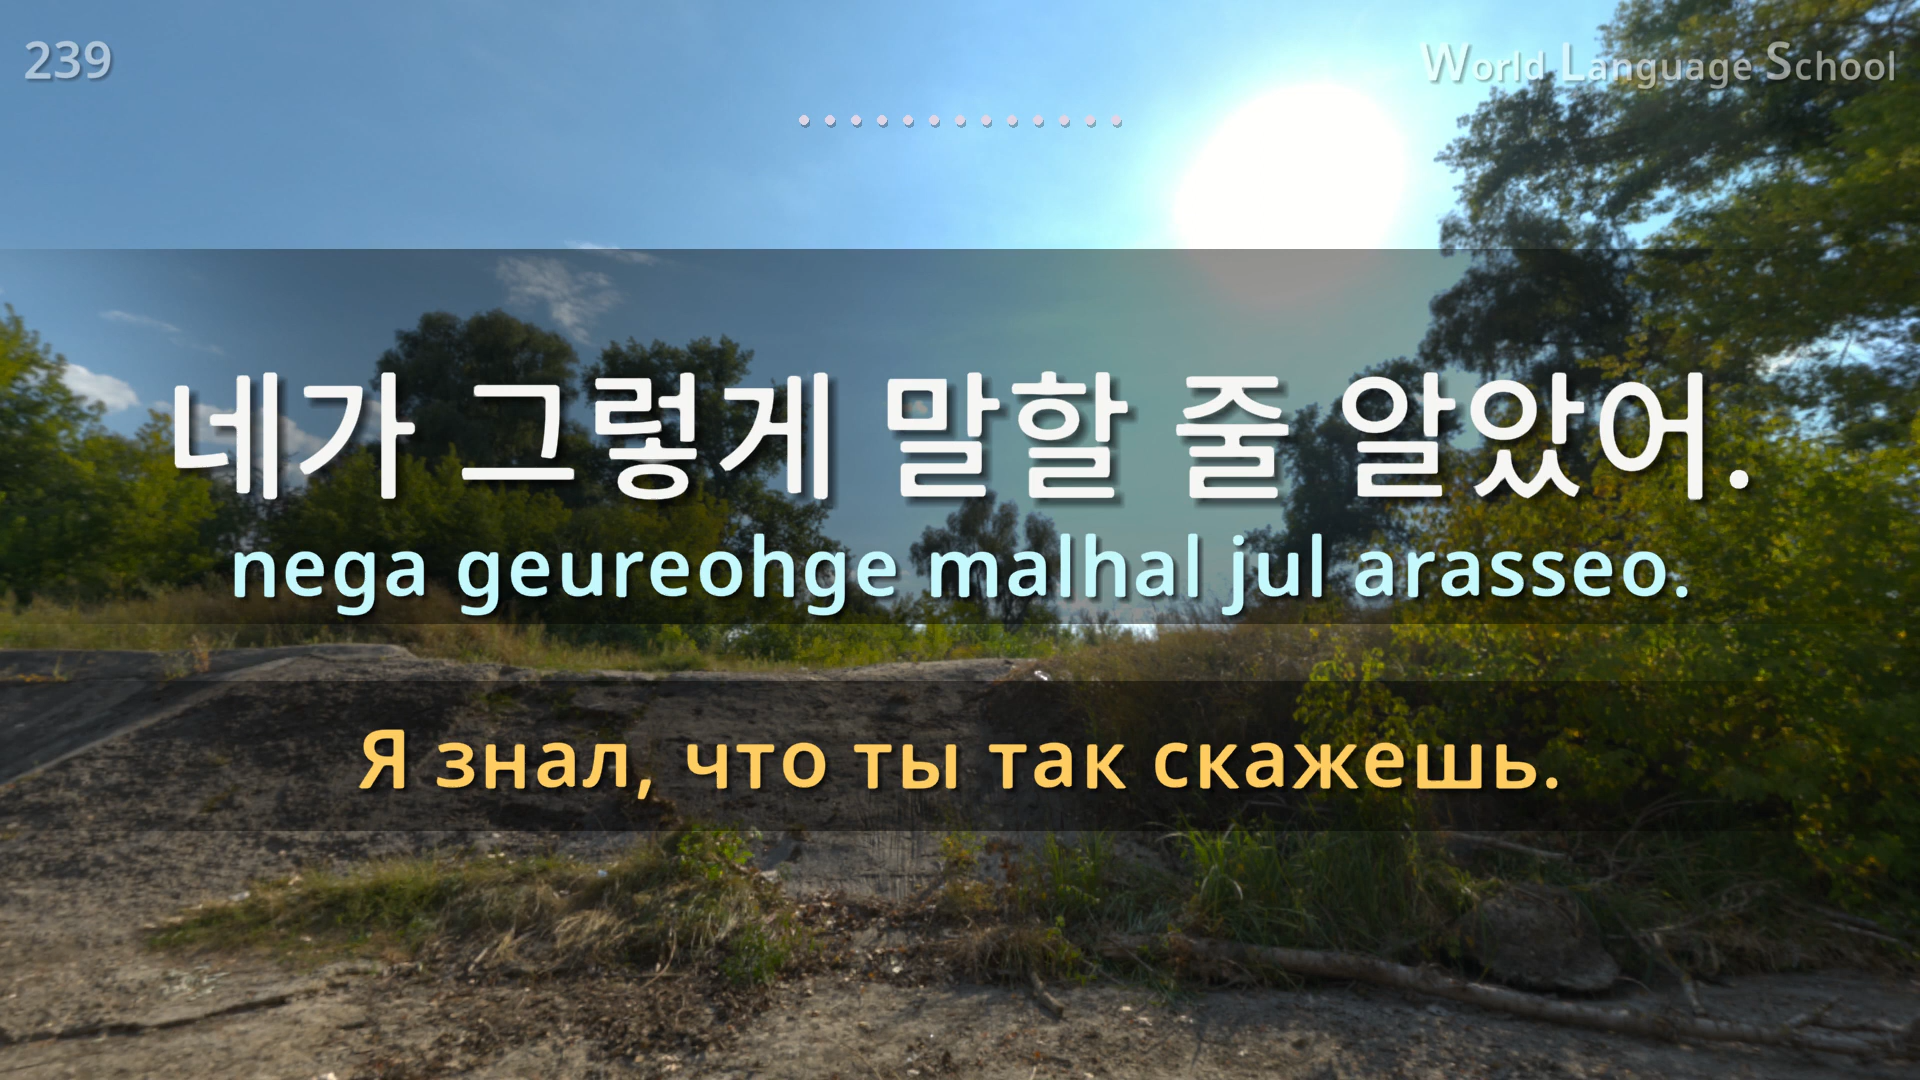 239
World Language School
네가 그렇게 말할 줄 알았어.
nega geureohge malhal jul arasseo.
Я знал, что ты так скажешь.